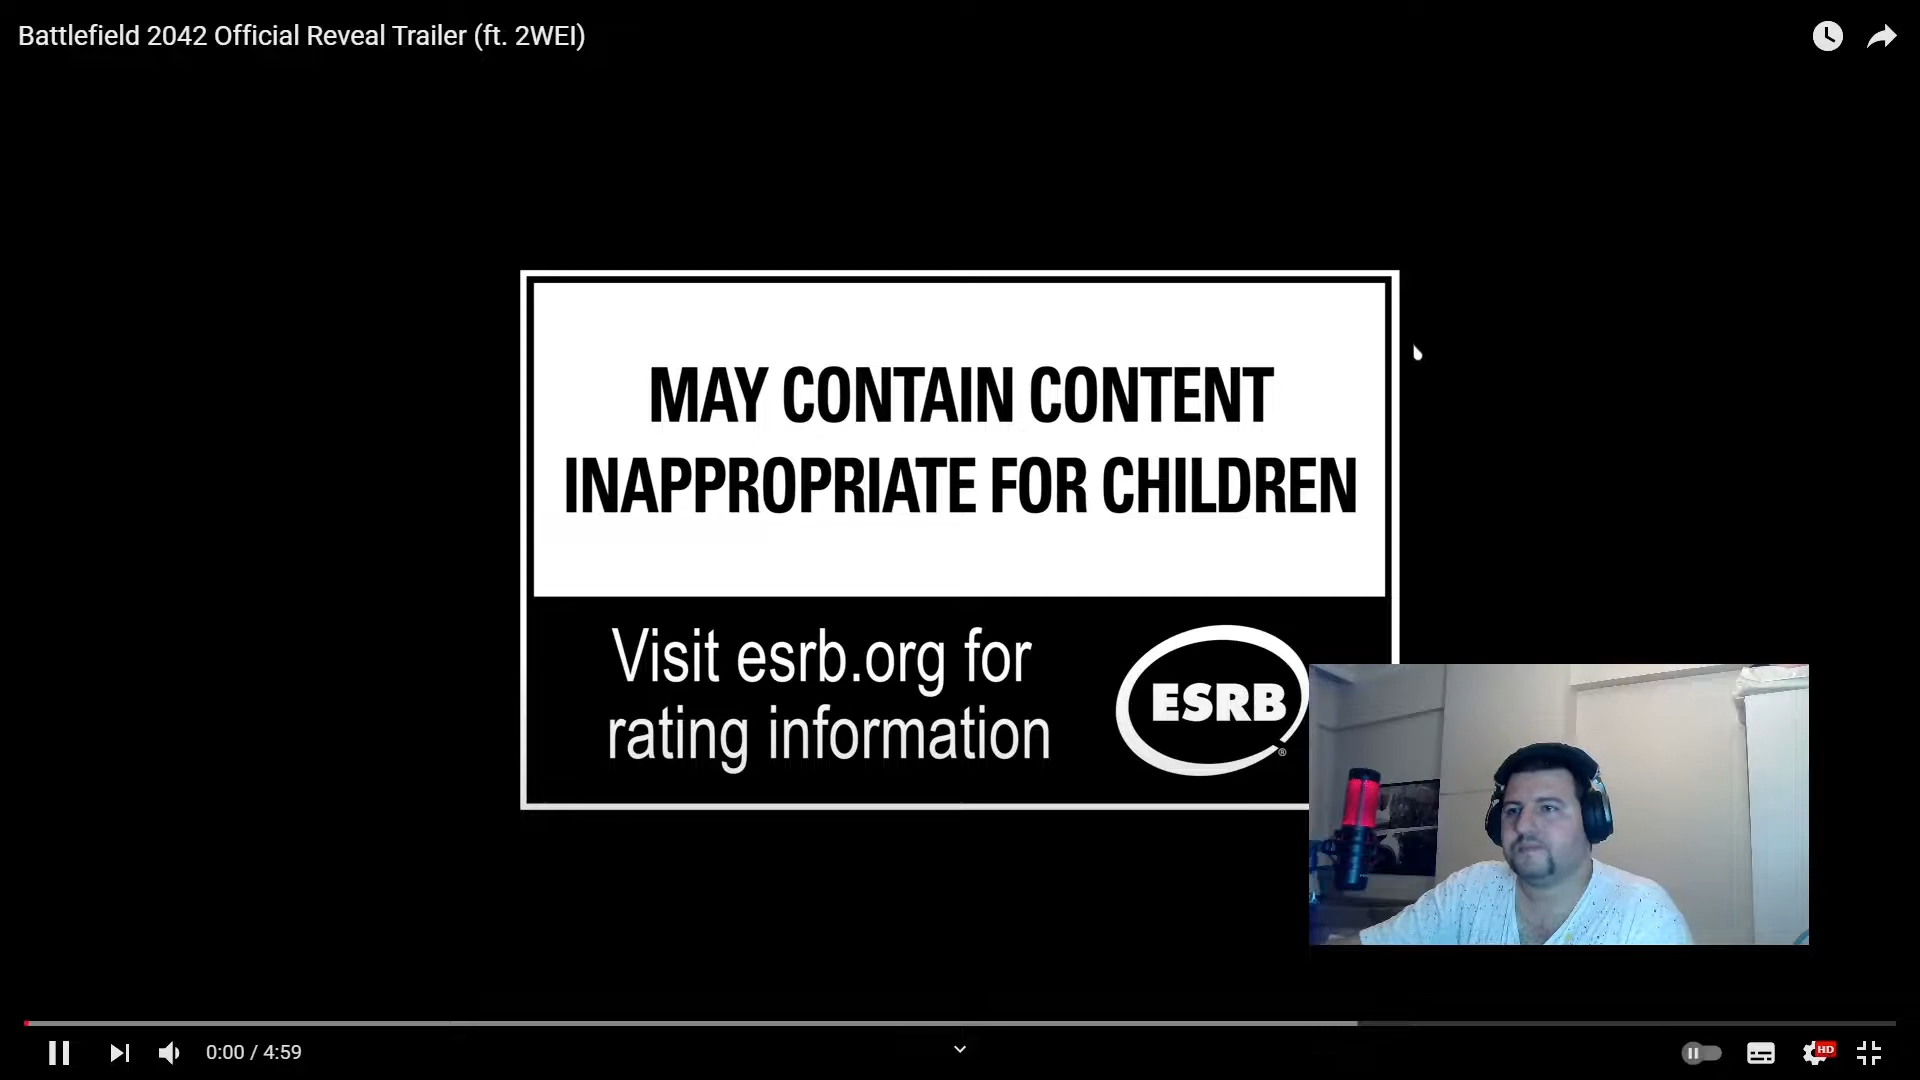 Battlefield 2042 Official Reveal Trailer (ft. 2WEI)
MAY CONTAIN CONTENT
INAPPROPRIATE FOR CHILDREN
Visit esrb.org for
rating information
ESRB
®
0:00 / 4:59
HD